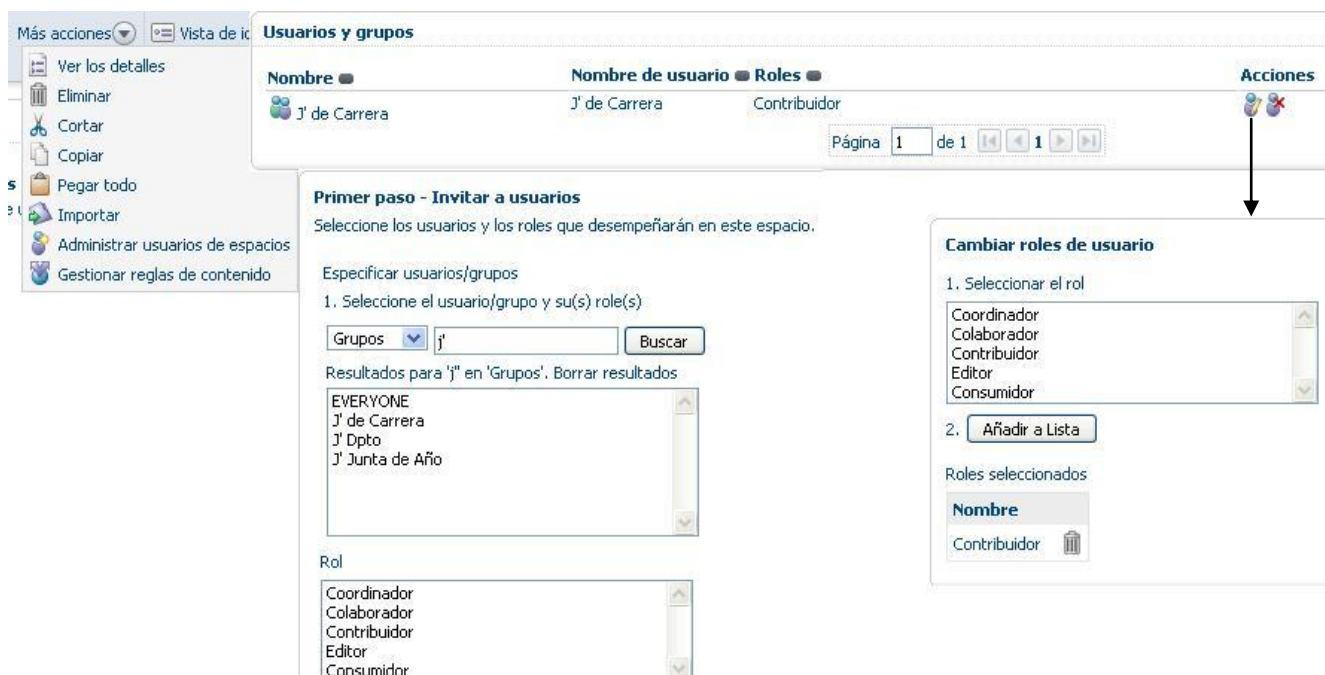 Más acciones Vista de ic
Ver los detalles
Eliminar
Cortar
Copiar
Pegar todo
Importar
Administrar usuarios de espacios
Gestionar reglas de contenido
s
e
Usuarios y grupos
Nombre Nombre de usuario Roles Acciones
J' de Carrera J' de Carrera Contribuidor
Página 1 de 1 1
Primer paso - Invitar a usuarios
Seleccione los usuarios y los roles que desempeñarán en este espacio.
Especificar usuarios/grupos
1. Seleccione el usuario/grupo y su(s) role(s)
Grupos j' Buscar
Resultados para 'j'' en 'Grupos'. Borrar resultados
EVERYONE
J' de Carrera
J' Dpto
J' Junta de Año
Rol
Coordinador
Colaborador
Contribuidor
Editor
Consumidor
Cambiar roles de usuario
1. Seleccionar el rol
Coordinador
Colaborador
Contribuidor
Editor
Consumidor
2. Añadir a Lista
Roles seleccionados
Nombre
Contribuidor